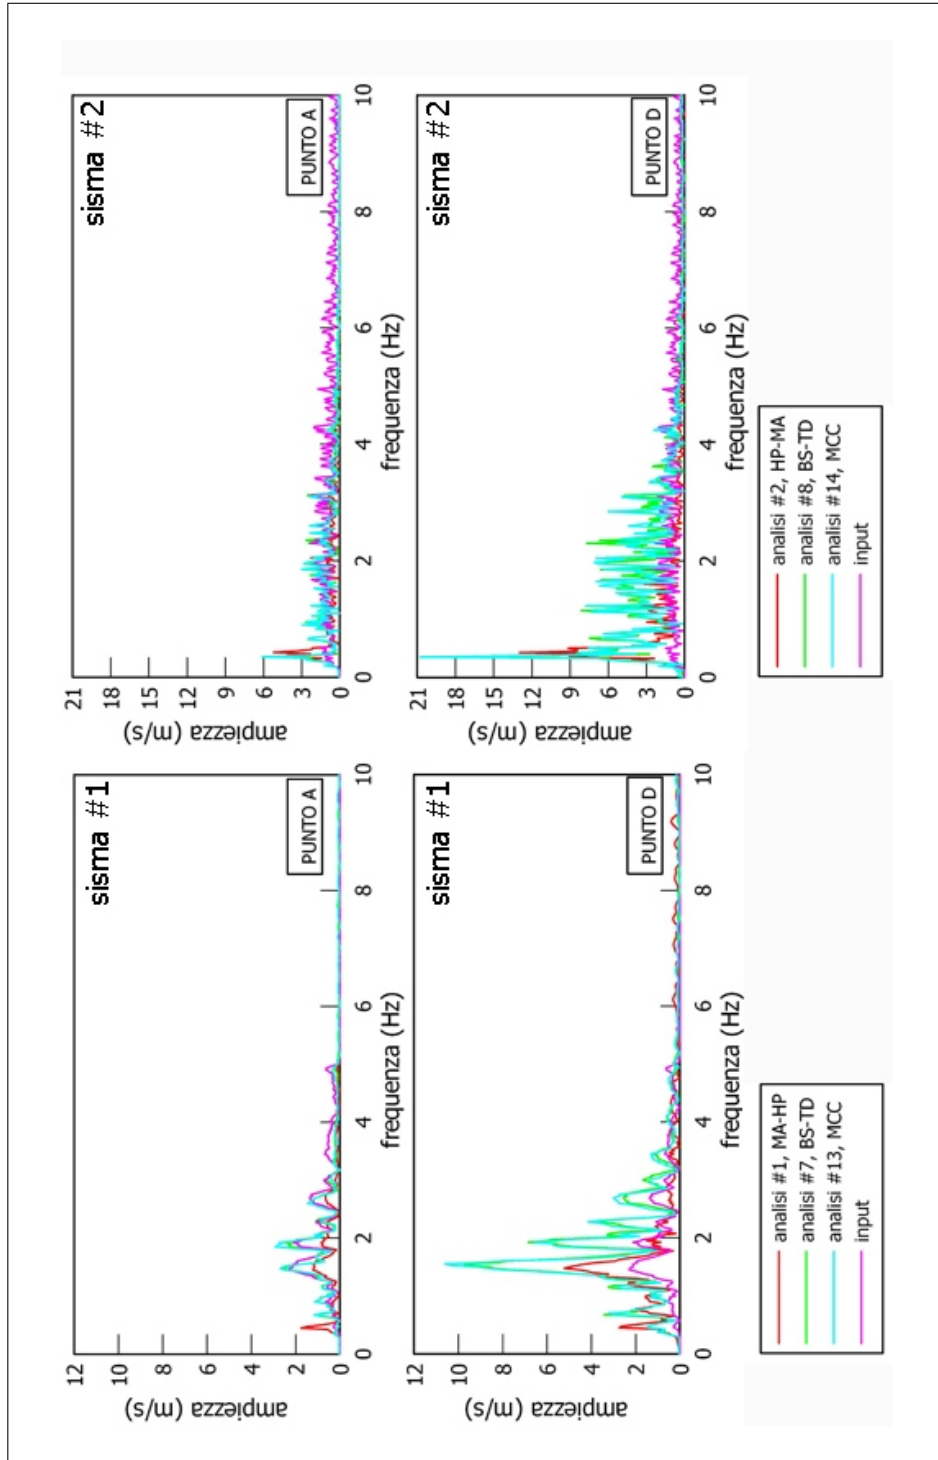 sisma #1
PUNTO A
12
10
8
6
4
2
0
ampiezza (m/s)
0 2 4 6 8 10
frequenza (Hz)
sisma #2
PUNTO A
21
18
15
12
9
6
3
0
ampiezza (m/s)
0 2 4 6 8 10
frequenza (Hz)
sisma #1
PUNTO D
12
10
8
6
4
2
0
ampiezza (m/s)
0 2 4 6 8 10
frequenza (Hz)
sisma #2
PUNTO D
21
18
15
12
9
6
3
0
ampiezza (m/s)
0 2 4 6 8 10
frequenza (Hz)
analisi #1, MA-HP
analisi #7, BS-TD
analisi #13, MCC
input
analisi #2, HP-MA
analisi #8, BS-TD
analisi #14, MCC
input